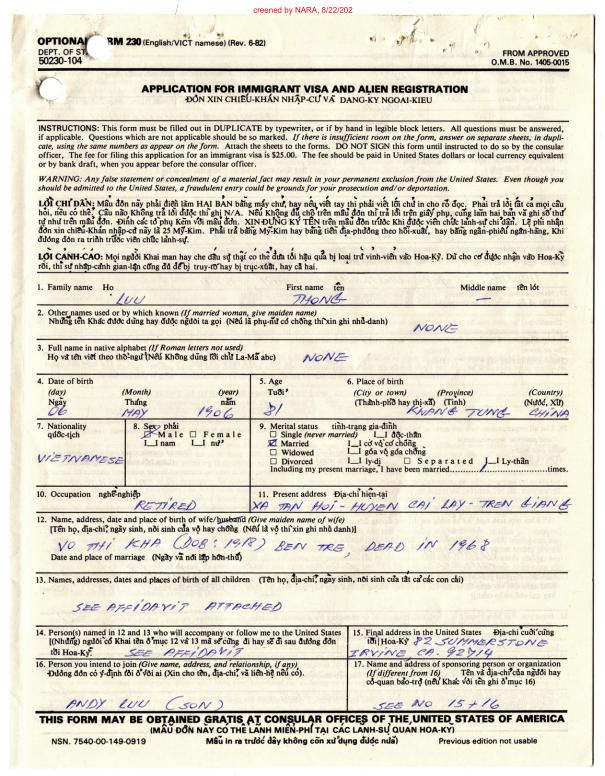 creened by NARA, 8/22/202
OPTIONAL FORM 230 (English/VICT namese) (Rev. 6-82)
DEPT. OF ST
50230-104
FROM APPROVED
O.M.B. No. 1405-0015
APPLICATION FOR IMMIGRANT VISA AND ALIEN REGISTRATION
ĐỒN XIN CHIẾU-KHÁN NHẬP-CƯ VÀ DANG-KY NGOAI-KIEU
INSTRUCTIONS: This form must be filled out in DUPLICATE by typewriter, or if by hand in legible block letters. All questions must be answered,
if applicable. Questions which are not applicable should be so marked. If there is insufficient room on the form, answer on separate sheets, in dupli-
cate, using the same numbers as appear on the form. Attach the sheets to the forms. DO NOT SIGN this form until instructed to do so by the consular
officer, The fee for filing this application for an immigrant visa is $25.00. The fee should be paid in United States dollars or local currency equivalent
or by bank draft, when you appear before the consular officer.
WARNING: Any false statement or concealment of a material fact may result in your permanent exclusion from the United States. Even though you
should be admitted to the United States, a fraudulent entry could be grounds for your prosecution and/or deportation.
LỜI CHỈ DẪN: Mẫu đồn này phải điện làm HAI BẢN bằng mấy chữ, hay nếu viết tay thì phải viết lối chữ in cho rõ đọc. Phải trả lời tất cả mọi câu
hỏi, nếu có thể. Câu nào Không trả lời được thì ghi N/A. Nếu Không đủ chỗ trên mẫu đồn thì trả lời trên giấy phụ, cũng làm hai bản và ghi số thứ
tự như trên mẫu đồn. Đính các tờ phụ Kèm với mẫu đồn. XIN ĐỪNG KÝ TÊN trên mẫu đồn trước Khi được viên chức lãnh-sự chỉ dẫn. Lệ phí nhận
đồn xin chiếu-Khán nhập-cư này là 25 Mỹ-Kim. Phải trả bằng Mỹ-Kim hay bằng tiền địa-phương theo hối-xuất, hay bằng ngân-phiếu ngân-hàng, Khi
đương đồn ra trình trước viên chức lãnh-sự.
LỜI CẢNH-CÁO: Mọi người Khai man hay che dấu sự thật có thể đưa tới hậu quả bị loại trừ vĩnh-viễn vào Hoa-Kỳ. Dù cho có được nhận vào Hoa-Kỳ
rồi, thì sự nhập-cảnh gian-lận cũng đủ để bị truy-tố hay bị trục-xuất, hay cả hai.
1. Family name Ho First name tên Middle name tên lót
LUU THONG —
2. Other names used or by which known (If married woman, give maiden name)
Những tên Khác được dùng hay được người ta gọi (Nếu là phụ-nữ có chồng thì xin ghi nhũ-danh)
NONE
3. Full name in native alphabet (If Roman letters not used)
Họ và tên viết theo thổ-ngữ (Nếu Không dùng lối chữ La-Mã abc) NONE
4. Date of birth 5. Age 6. Place of birth
(day) (Month) (year) Tuổi (City or town) (Province) (Country)
Ngày Tháng năm (Thành-phố hay thị-xã) (Tỉnh) (Nước, Xứ)
06 MAY 1906 81 KWANG TUNG CHINA
7. Nationality 8. Sex phái 9. Merital status tình-trạng gia-đình
quốc-tịch Male Female Single (never married) độc-thân
nam nữ Married có vợ có chồng
VIETNAMESE Widowed góa vợ góa chồng
Divorced ly-dị Separated Ly-thân
Including my present marriage, I have been married times.
10. Occupation nghề-nghiệp 11. Present address Địa-chỉ hiện-tại
RETIRED XA TAN HOI - HUYEN CAI LAY - TIEN GIANG
12. Name, address, date and place of birth of wife/husband (Give maiden name of wife)
[Tên họ, địa-chỉ, ngày sinh, nơi sinh của vợ hay chồng (Nếu là vợ thì xin ghi nhũ danh)]
VO THI KHA (DOB: 1918) BEN TRE, DEAD IN 1968
Date and place of marriage (Ngày và nơi lập hôn-thú)
13. Names, addresses, dates and places of birth of all children (Tên họ, địa-chỉ, ngày sinh, nơi sinh của tất cả các con cái)
SEE AFFIDAVIT ATTACHED
14. Person(s) named in 12 and 13 who will accompany or follow me to the United States
[(Những) người có Khai tên ở mục 12 và 13 mà sẽ cùng đi hay sẽ đi sau đương đồn
tới Hoa-Kỳ. SEE AFFIDAVIT
15. Final address in the United States Địa-chỉ cuối cùng
tới Hoa-Kỳ 82 SUMMERSTONE
IRVINE CA. 92714
16. Person you intend to join (Give name, address, and relationship, if any)
Đương đồn có ý-định tới ở với ai (Xin cho tên, địa-chỉ, và liên-hệ nếu có).
ANDY LUU (SON)
17. Name and address of sponsoring person or organization
(If different from 16) Tên và địa-chỉ của người hay
cơ-quan bảo-trợ (nếu Khác với tên ghi ở mục 16)
SEE NO 15+16
THIS FORM MAY BE OBTAINED GRATIS AT CONSULAR OFFICES OF THE UNITED STATES OF AMERICA
(MẪU ĐỒN NÀY CÓ THỂ LÃNH MIỄN-PHÍ TẠI CÁC LÃNH-SỰ QUAN HOA-KỲ)
NSN. 7540-00-149-0919 Mẫu in ra trước đây không còn xử dụng được nữa) Previous edition not usable